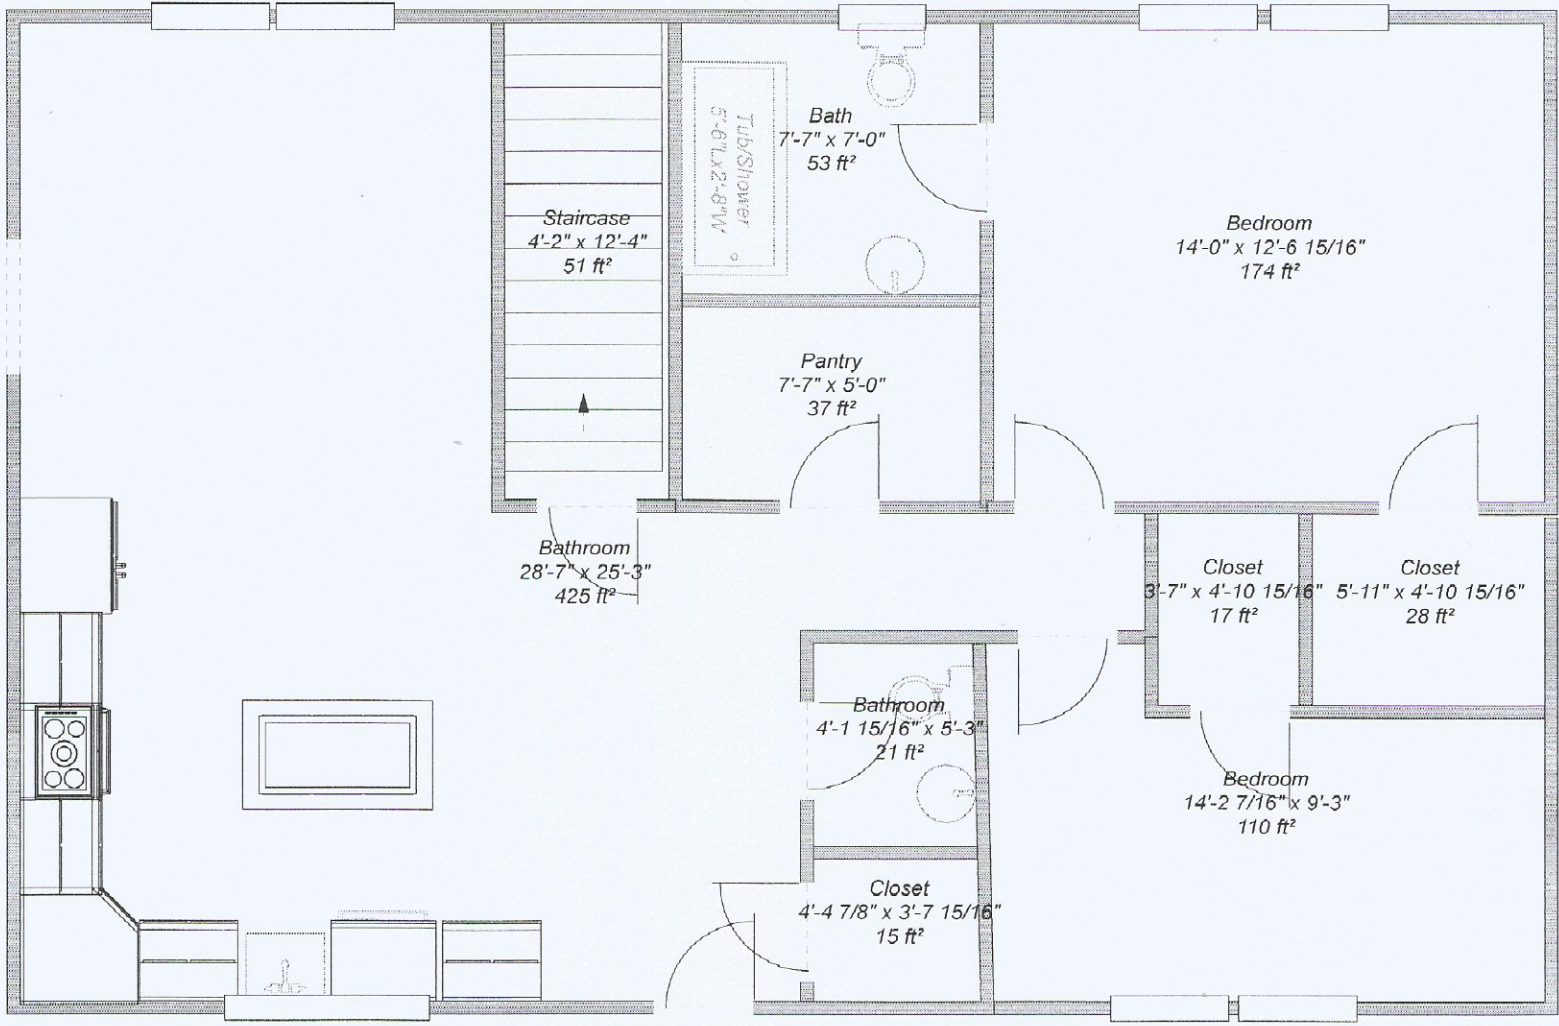 Bath
7'-7" x 7'-0"
53 ft²
Tub/Shower
5'-6"Lx2'-8"W
Staircase
4'-2" x 12'-4"
51 ft²
Bedroom
14'-0" x 12'-6 15/16"
174 ft²
Pantry
7'-7" x 5'-0"
37 ft²
Bathroom
28'-7" x 25'-3"
425 ft²
Closet
3'-7" x 4'-10 15/16"
17 ft²
Closet
5'-11" x 4'-10 15/16"
28 ft²
Bathroom
4'-1 15/16" x 5'-3"
21 ft²
Bedroom
14'-2 7/16" x 9'-3"
110 ft²
Closet
4'-4 7/8" x 3'-7 15/16"
15 ft²